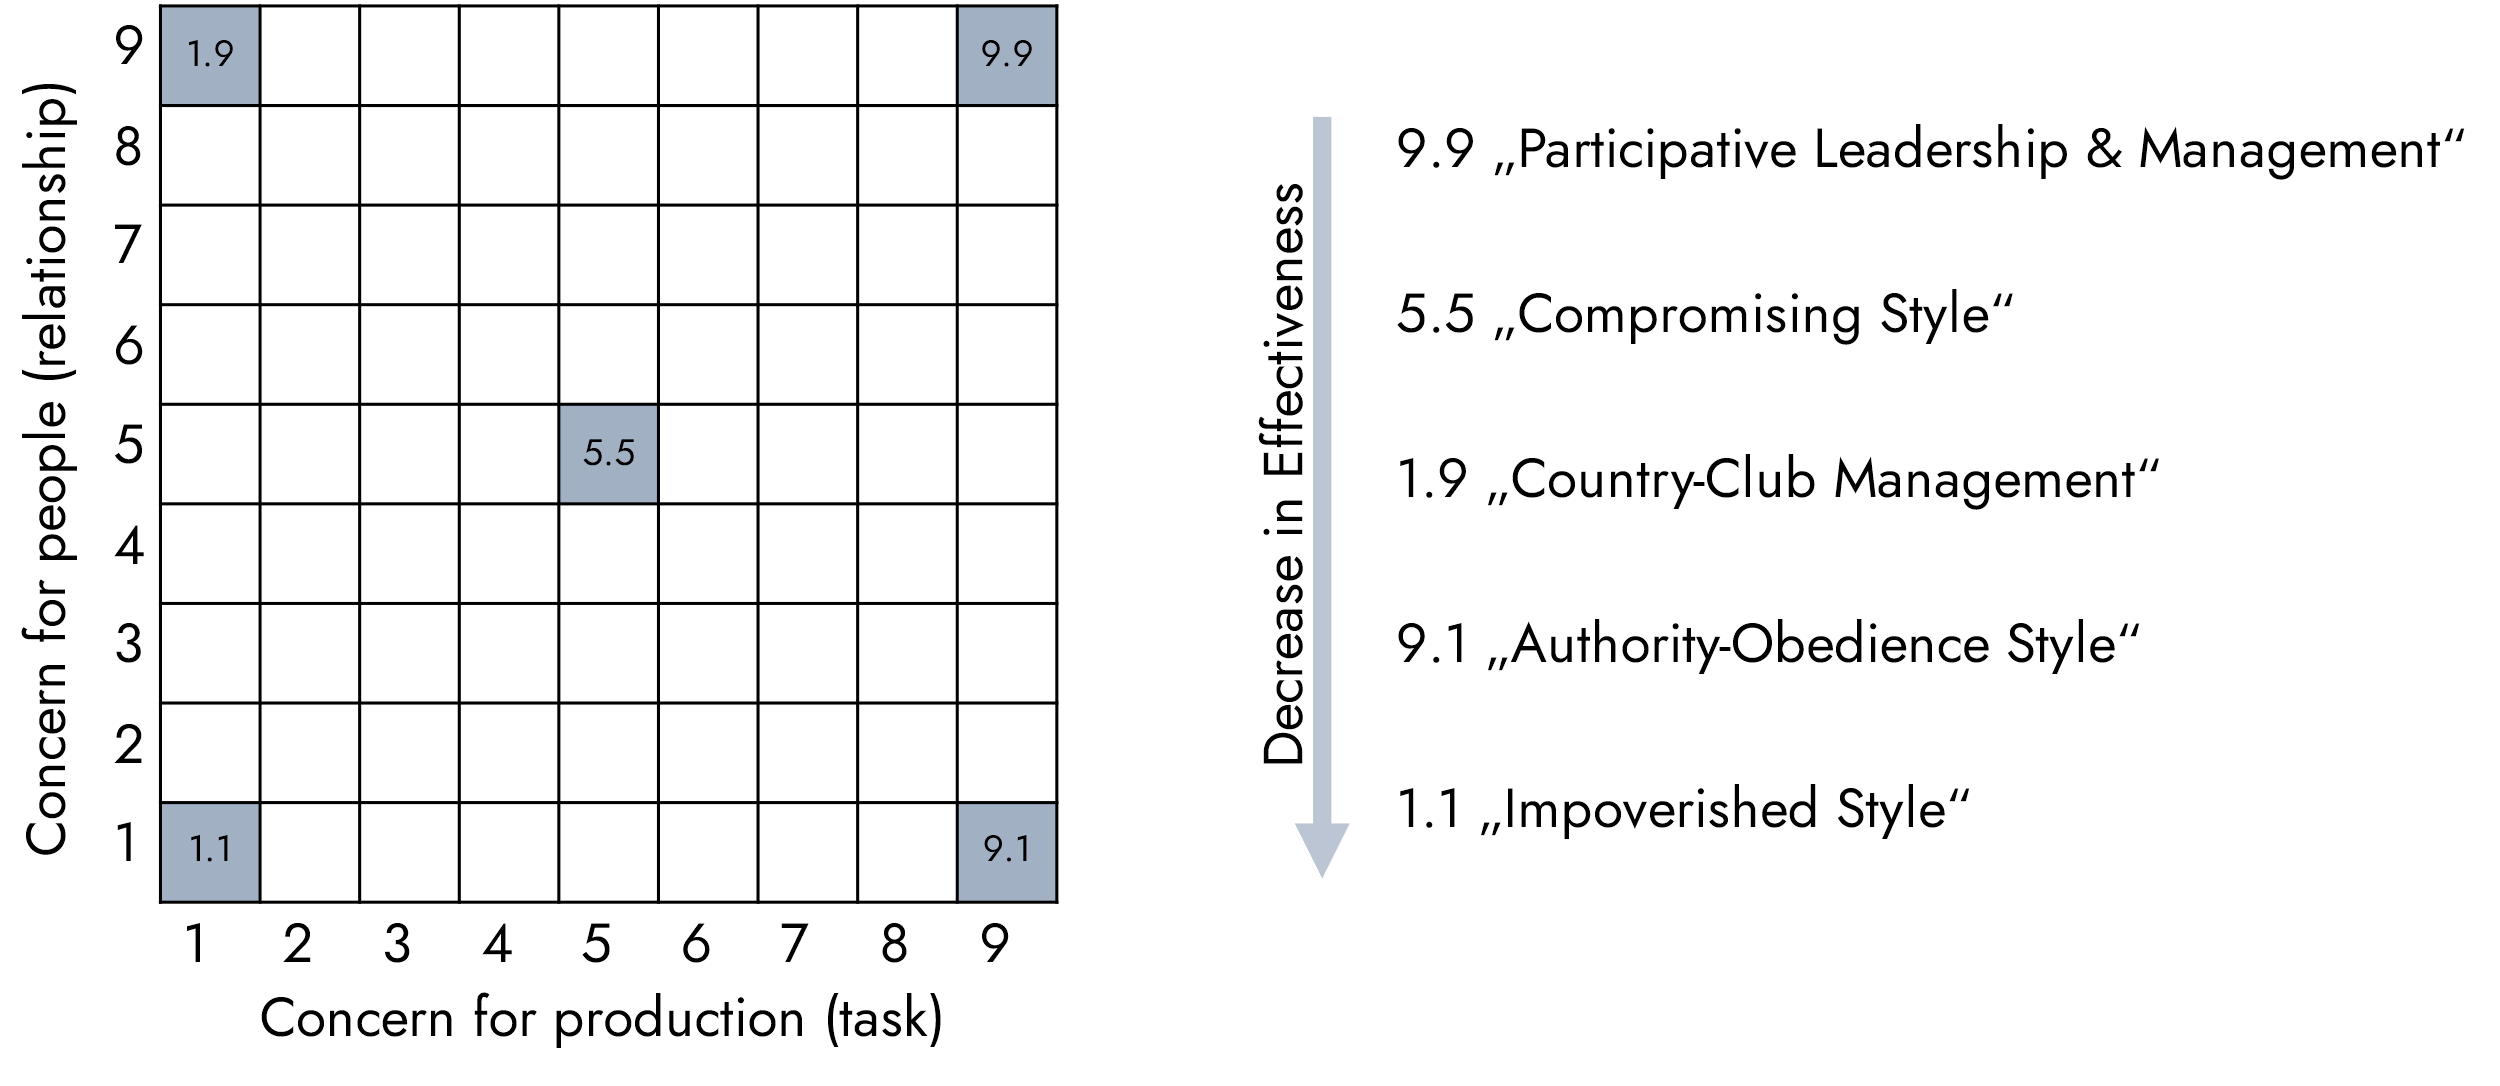 Concern for people (relationship)
9
8
7
6
5
4
3
2
1
1.9
9.9
5.5
1.1
9.1
1 2 3 4 5 6 7 8 9
Concern for production (task)
Decrease in Effectiveness
9.9 „Participative Leadership & Management“
5.5 „Compromising Style“
1.9 „Country-Club Management“
9.1 „Authority-Obedience Style“
1.1 „Impoverished Style“